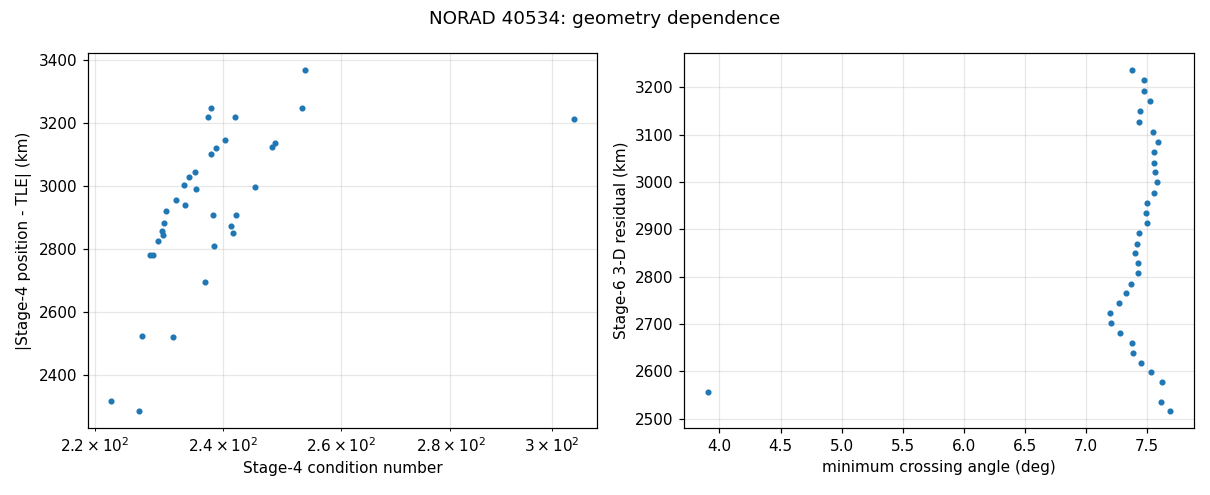 NORAD 40534: geometry dependence
|Stage-4 position - TLE| (km)
3400
3200
3000
2800
2600
2400
2.2 × 10²
2.4 × 10²
2.6 × 10²
2.8 × 10²
3 × 10²
Stage-4 condition number
Stage-6 3-D residual (km)
3200
3100
3000
2900
2800
2700
2600
2500
4.0
4.5
5.0
5.5
6.0
6.5
7.0
7.5
minimum crossing angle (deg)